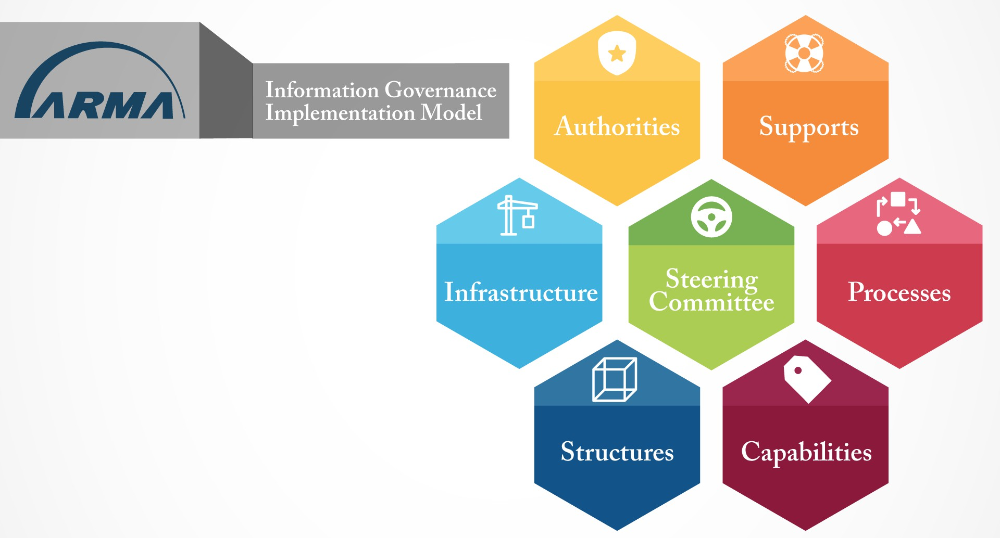 ARMA
Information Governance
Implementation Model
Authorities
Supports
Infrastructure
Steering
Committee
Processes
Structures
Capabilities